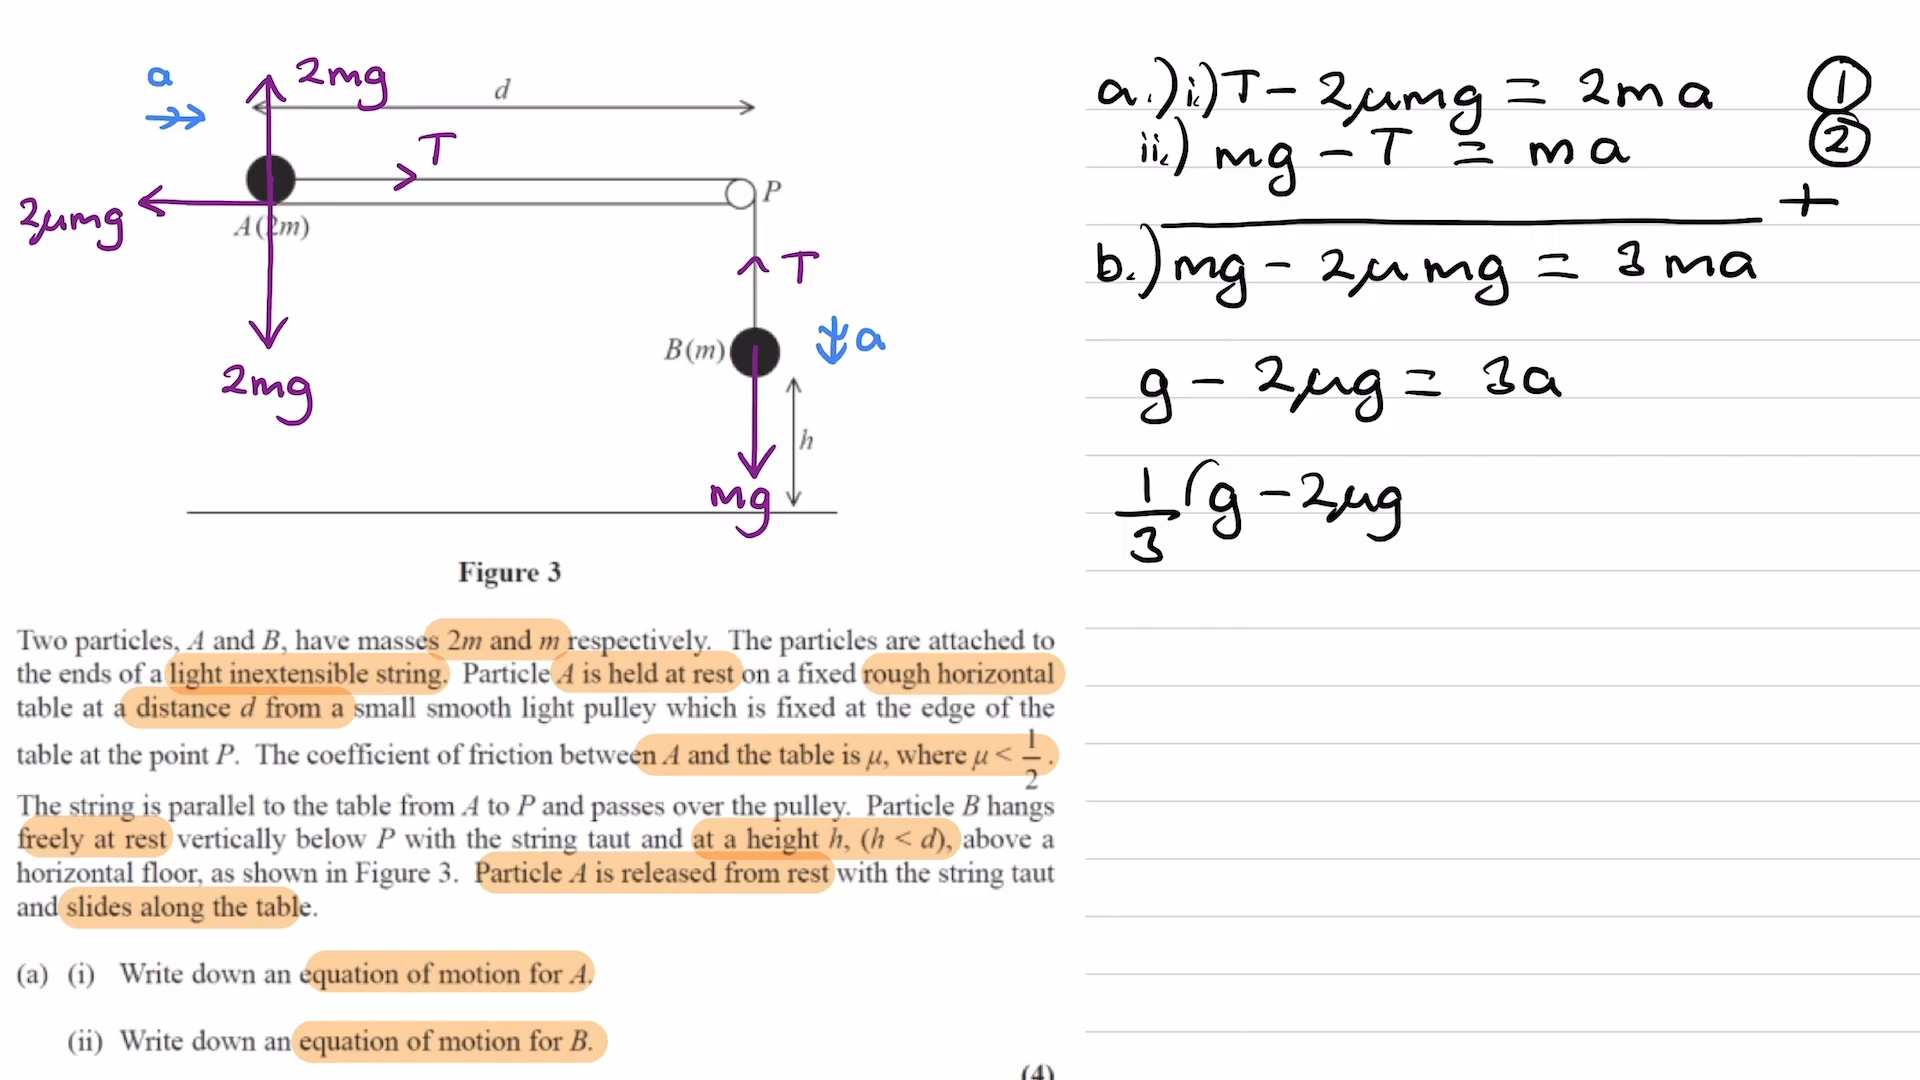 a
2mg
d
T
P
2μmg
A(2m)
T
B(m)
a
2mg
h
mg
Figure 3
Two particles, A and B, have masses 2m and m respectively. The particles are attached to
the ends of a light inextensible string. Particle A is held at rest on a fixed rough horizontal
table at a distance d from a small smooth light pulley which is fixed at the edge of the
table at the point P. The coefficient of friction between A and the table is μ, where μ < 1/2.
The string is parallel to the table from A to P and passes over the pulley. Particle B hangs
freely at rest vertically below P with the string taut and at a height h, (h < d), above a
horizontal floor, as shown in Figure 3. Particle A is released from rest with the string taut
and slides along the table.
(a) (i) Write down an equation of motion for A.
(ii) Write down an equation of motion for B.
(4)
a.) i.) T - 2μmg = 2ma ①
ii.) mg - T = ma ②
+
b.) mg - 2μmg = 3ma
g - 2μg = 3a
1/3 (g - 2μg